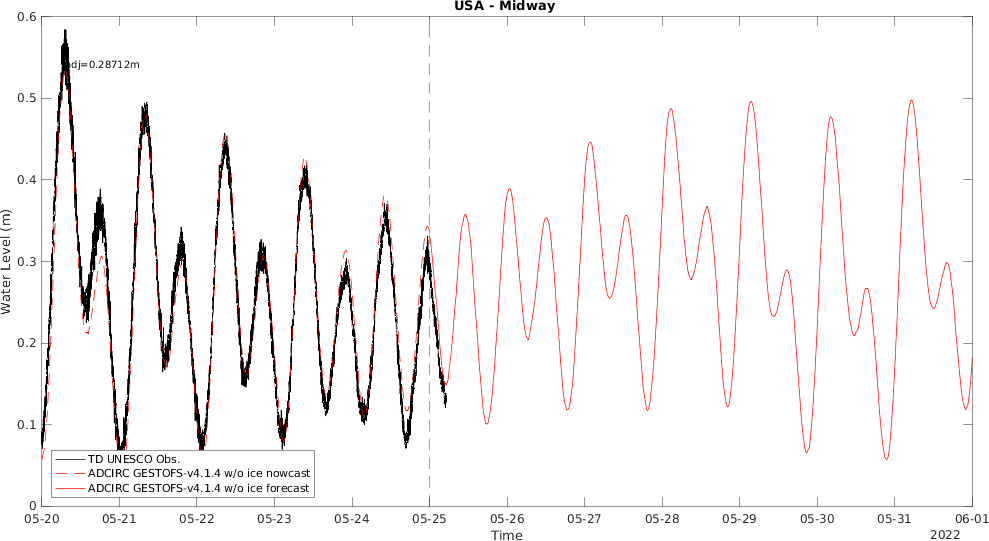 USA - Midway
0.6
0.5
0.4
0.3
0.2
0.1
0
Water Level (m)
dj=0.28712m
TD UNESCO Obs.
ADCIRC GESTOFS-v4.1.4 w/o ice nowcast
ADCIRC GESTOFS-v4.1.4 w/o ice forecast
05-20 05-21 05-22 05-23 05-24 05-25 05-26 05-27 05-28 05-29 05-30 05-31 06-01
Time
2022